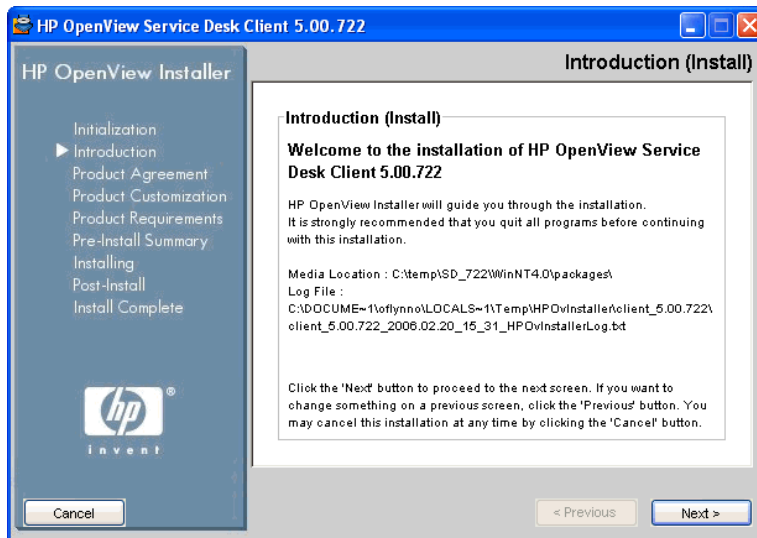 HP OpenView Service Desk Client 5.00.722
HP OpenView Installer
Introduction (Install)
Initialization
Introduction
Product Agreement
Product Customization
Product Requirements
Pre-Install Summary
Installing
Post-Install
Install Complete
hp
®
invent
Introduction (Install)
Welcome to the installation of HP OpenView Service
Desk Client 5.00.722
HP OpenView Installer will guide you through the installation.
It is strongly recommended that you quit all programs before continuing
with this installation.
Media Location : C:\temp\SD_722\WinNT4.0\packages\
Log File :
C:\DOCUME~1\oflynno\LOCALS~1\Temp\HPOvInstaller\client_5.00.722\
client_5.00.722_2006.02.20_15_31_HPOvInstallerLog.txt
Click the 'Next' button to proceed to the next screen. If you want to
change something on a previous screen, click the 'Previous' button. You
may cancel this installation at any time by clicking the 'Cancel' button.
Cancel
< Previous
Next >